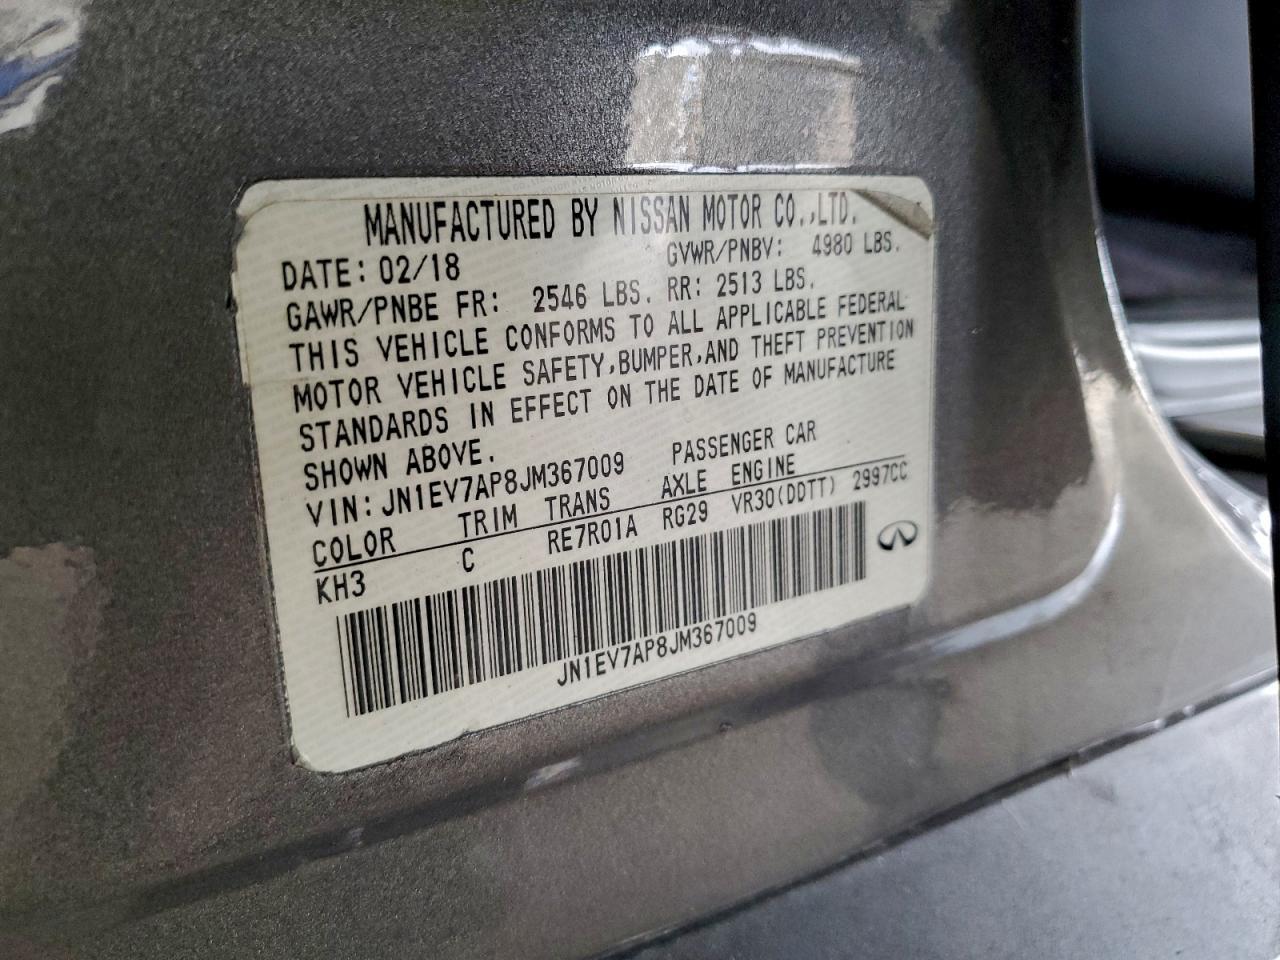 MANUFACTURED BY NISSAN MOTOR CO.,LTD.
DATE: 02/18 GVWR/PNBV: 4980 LBS.
GAWR/PNBE FR: 2546 LBS. RR: 2513 LBS.
THIS VEHICLE CONFORMS TO ALL APPLICABLE FEDERAL
MOTOR VEHICLE SAFETY,BUMPER,AND THEFT PREVENTION
STANDARDS IN EFFECT ON THE DATE OF MANUFACTURE
SHOWN ABOVE.
VIN: JN1EV7AP8JM367009 PASSENGER CAR
COLOR TRIM TRANS AXLE ENGINE
KH3 C RE7R01A RG29 VR30(DDTT) 2997CC
JN1EV7AP8JM367009